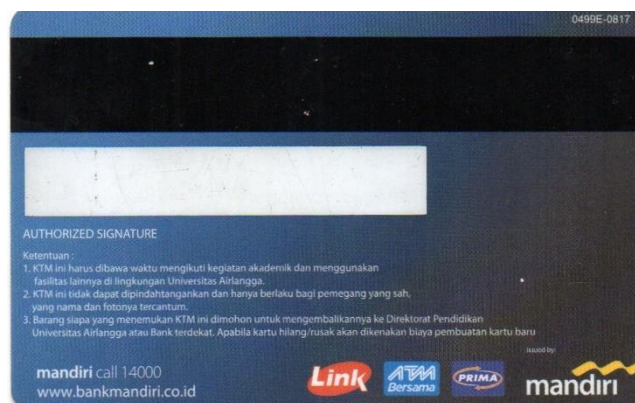 0499E-0817
AUTHORIZED SIGNATURE
Ketentuan :
1. KTM ini harus dibawa waktu mengikuti kegiatan akademik dan menggunakan
fasilitas lainnya di lingkungan Universitas Airlangga.
2. KTM ini tidak dapat dipindahtangankan dan hanya berlaku bagi pemegang yang sah,
yang nama dan fotonya tercantum.
3. Barang siapa yang menemukan KTM ini dimohon untuk mengembalikannya ke Direktorat Pendidikan
Universitas Airlangga atau Bank terdekat. Apabila kartu hilang/rusak akan dikenakan biaya pembuatan kartu baru
issued by:
mandiri call 14000
www.bankmandiri.co.id
Link
ATM
Bersama
PRIMA
mandiri